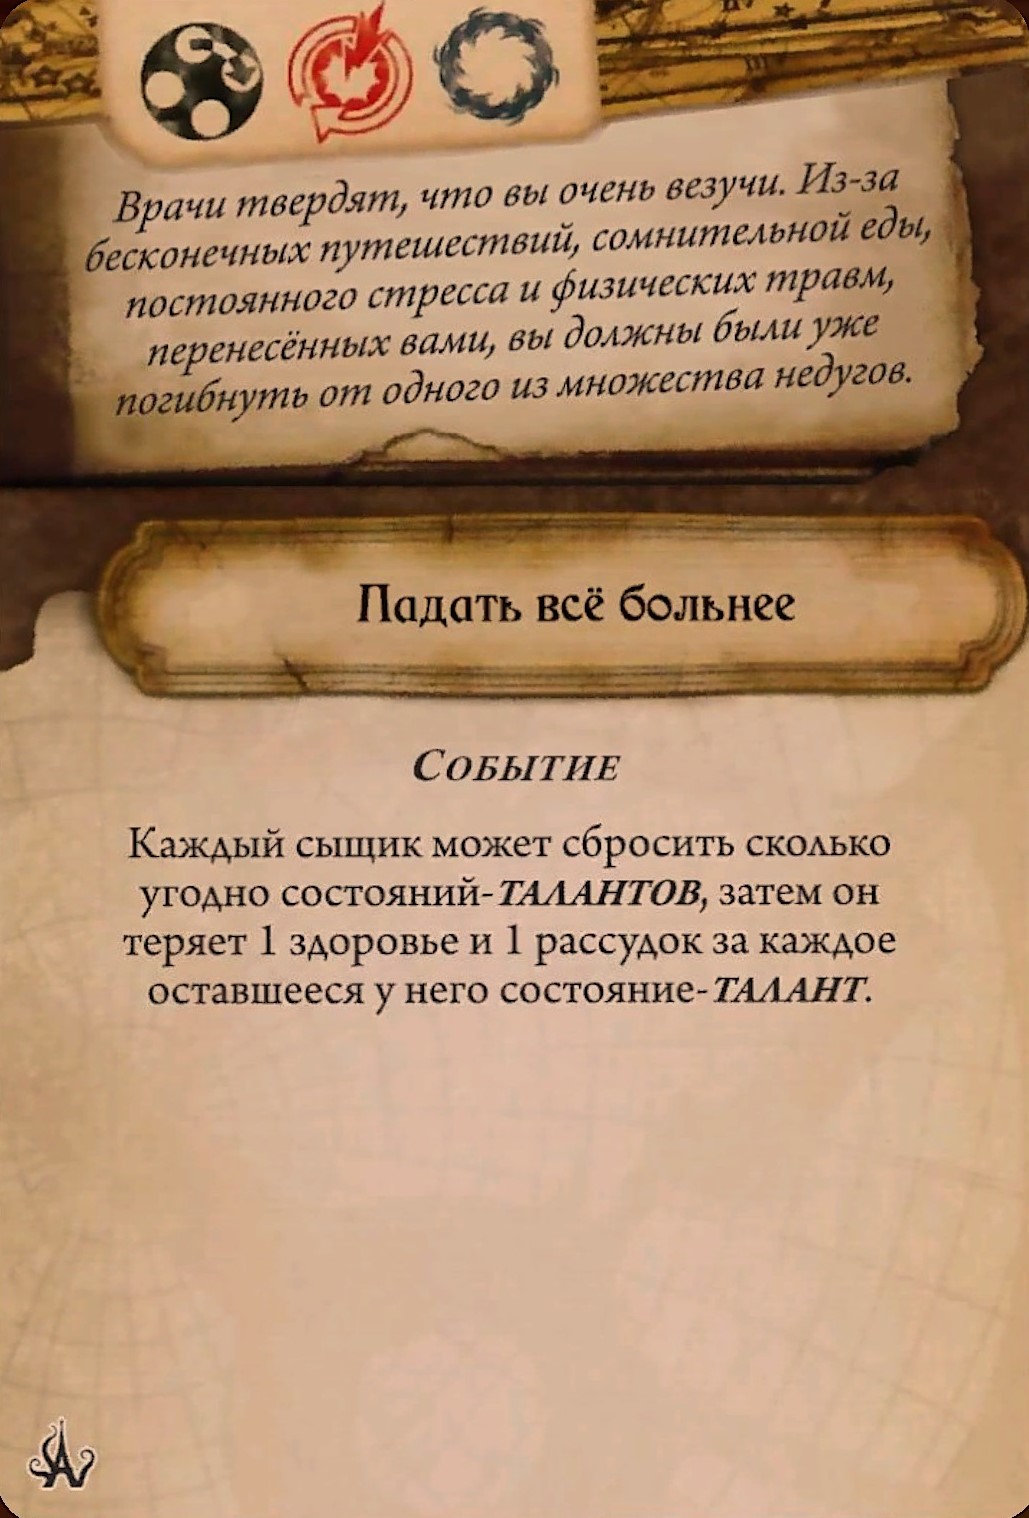 Врачи твердят, что вы очень везучи. Из-за
бесконечных путешествий, сомнительной еды,
постоянного стресса и физических травм,
перенесённых вами, вы должны были уже
погибнуть от одного из множества недугов.
Падать всё больнее
Событие
Каждый сыщик может сбросить сколько
угодно состояний-ТАЛАНТОВ, затем он
теряет 1 здоровье и 1 рассудок за каждое
оставшееся у него состояние-ТАЛАНТ.